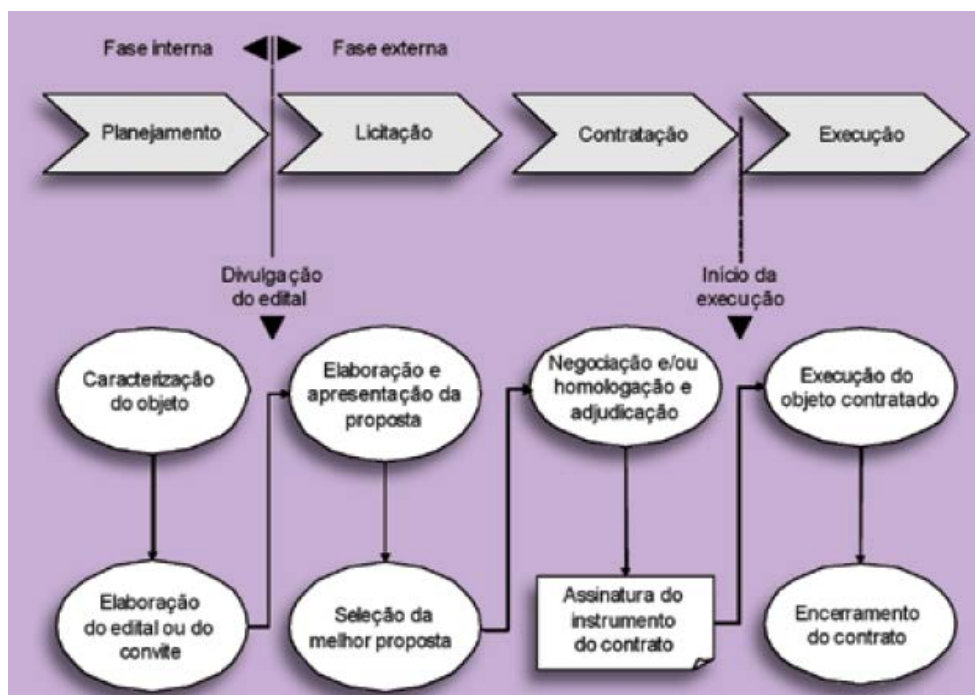 Fase interna
Fase externa
Planejamento
Licitação
Contratação
Execução
Divulgação
do edital
Início da
execução
Caracterização
do objeto
Elaboração e
apresentação da
proposta
Negociação e/ou
homologação e
adjudicação
Execução do
objeto contratado
Elaboração
do edital ou do
convite
Seleção da
melhor proposta
Assinatura do
instrumento
do contrato
Encerramento
do contrato